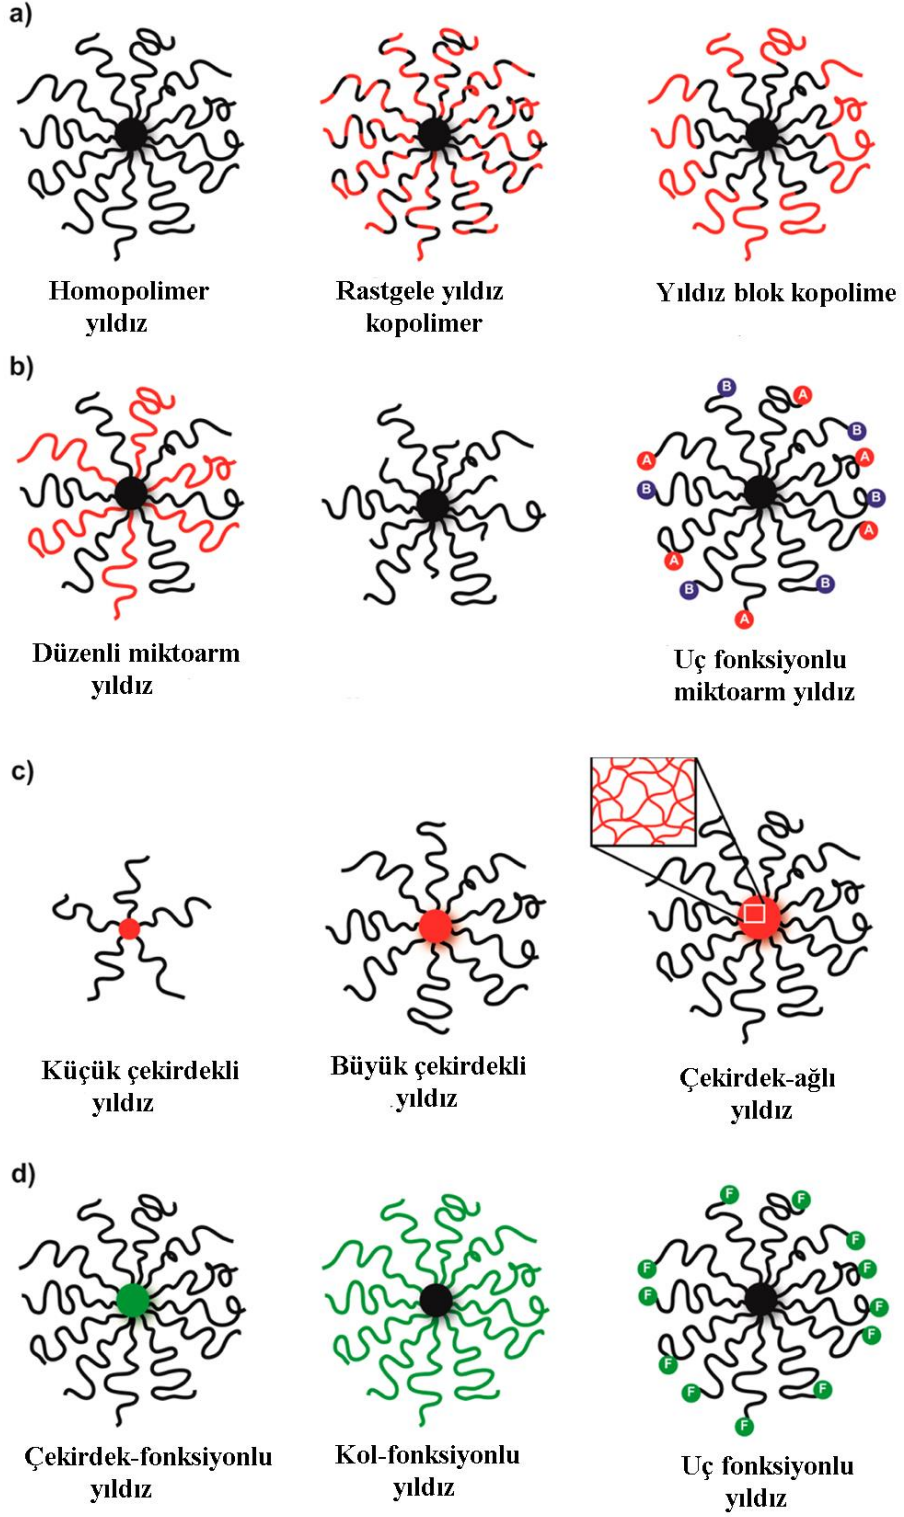 a)
Homopolimer
yıldız
Rastgele yıldız
kopolimer
Yıldız blok kopolime
b)
B
A
B
A
A
B
B
A
A
B
B
A
Düzenli miktoarm
yıldız
Uç fonksiyonlu
miktoarm yıldız
c)
Küçük çekirdekli
yıldız
Büyük çekirdekli
.yıldız
Çekirdek-ağlı
yıldız
d)
F
F
F
F
F
F
F
F
F
F
F
F
Çekirdek-fonksiyonlu
yıldız
Kol-fonksiyonlu
yıldız
Uç fonksiyonlu
yıldız